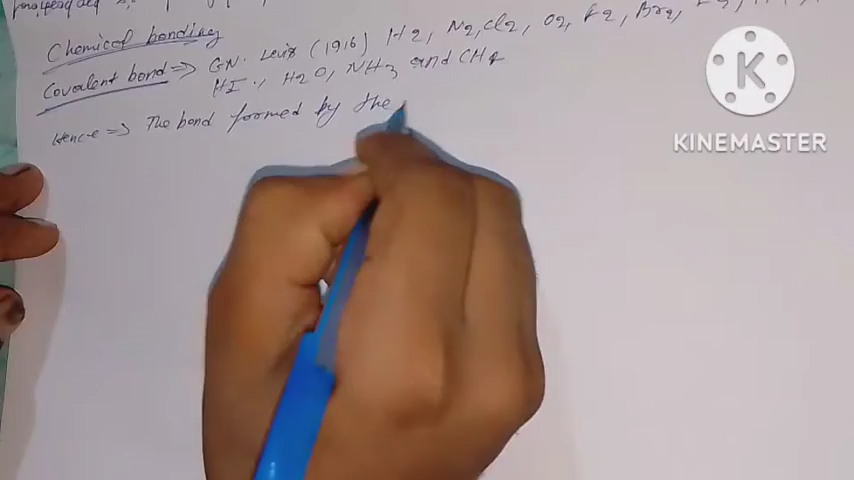 Chemical bonding
Covalent bond => G.N. Lewis (1916) H2, N2, Cl2, O2, F2, Br2,
HI., H2O, NH3 and CH4
Hence => The bond formed by the
K
KINEMASTER